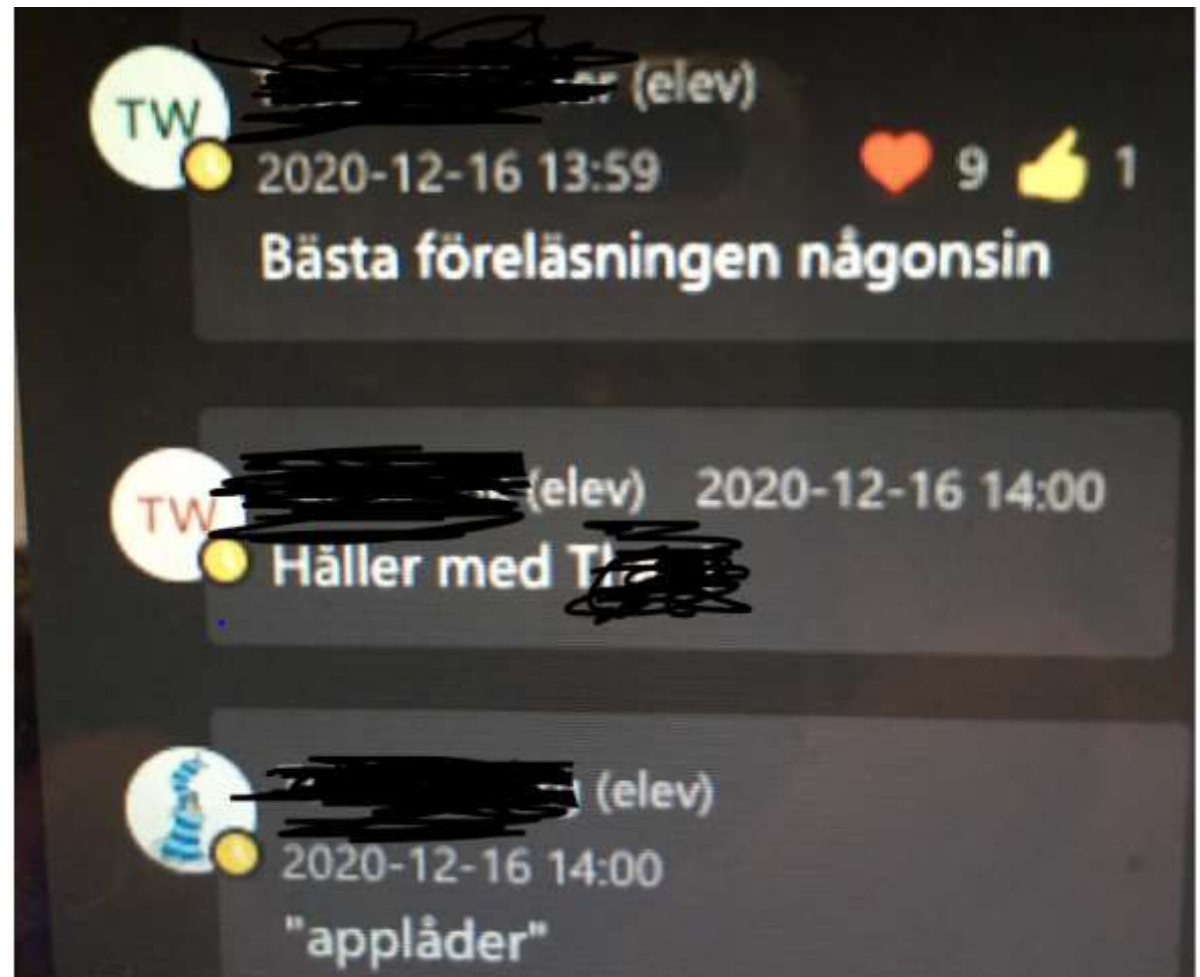 TW
(elev)
2020-12-16 13:59
9 1
Bästa föreläsningen någonsin
TW
(elev) 2020-12-16 14:00
Håller med
(elev)
2020-12-16 14:00
"applåder"